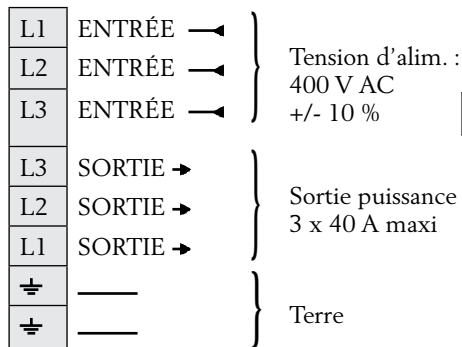 L1 ENTRÉE
L2 ENTRÉE
L3 ENTRÉE
Tension d'alim. :
400 V AC
+/- 10 %
L3 SORTIE
L2 SORTIE
L1 SORTIE
Sortie puissance
3 x 40 A maxi
Terre